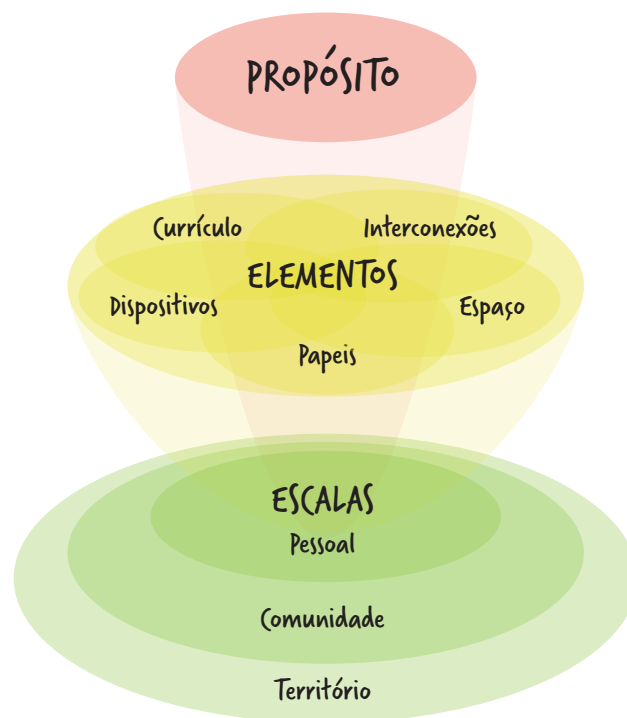 PROPÓSITO
Currículo
Interconexões
ELEMENTOS
Dispositivos
Espaço
Papeis
ESCALAS
Pessoal
Comunidade
Território